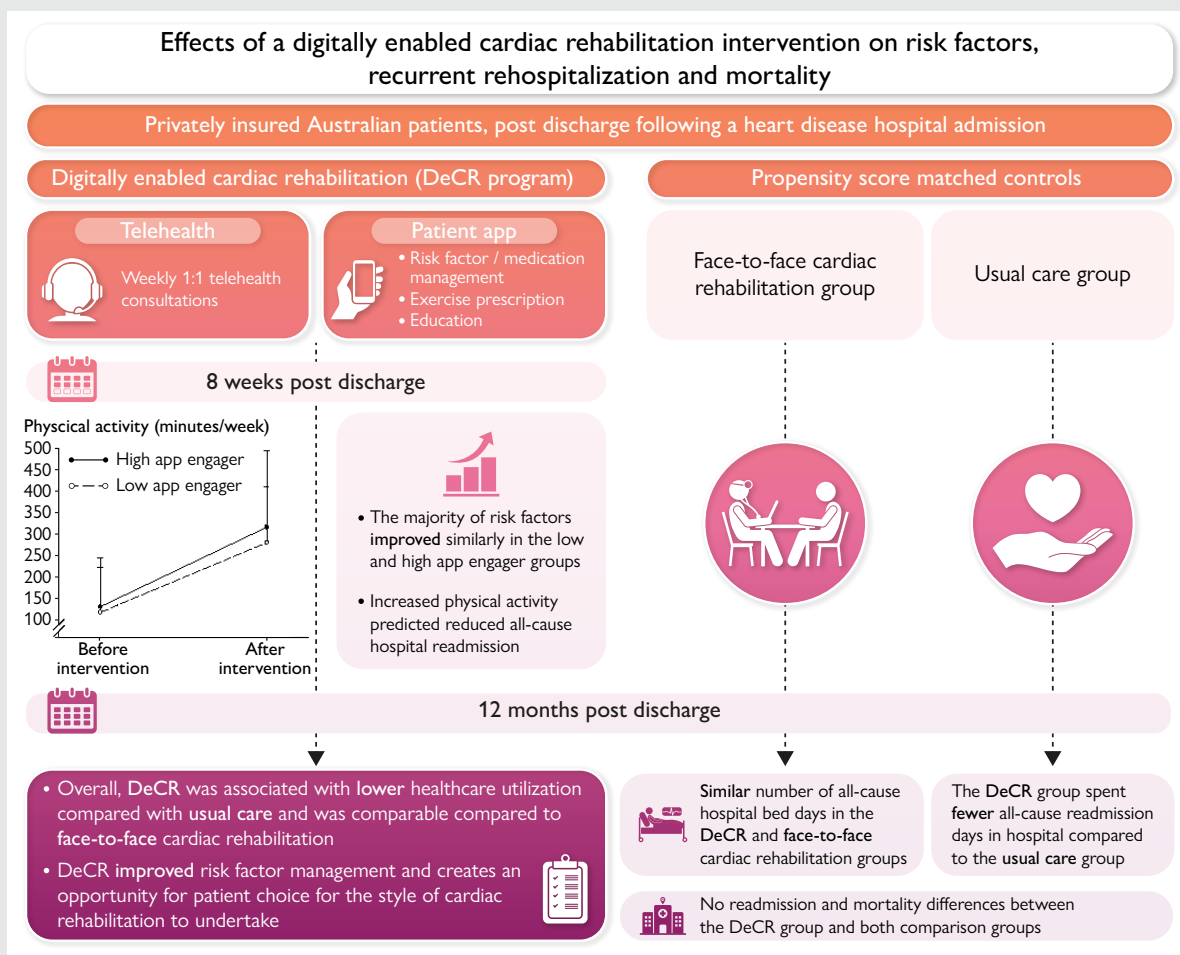 Effects of a digitally enabled cardiac rehabilitation intervention on risk factors,
recurrent rehospitalization and mortality
Privately insured Australian patients, post discharge following a heart disease hospital admission
Digitally enabled cardiac rehabilitation (DeCR program)
Telehealth
Weekly 1:1 telehealth
consultations
Patient app
• Risk factor / medication
management
• Exercise prescription
• Education
Propensity score matched controls
Face-to-face cardiac
rehabilitation group
Usual care group
8 weeks post discharge
Physcical activity (minutes/week)
500
450
400
350
300
250
200
150
100
High app engager
Low app engager
Before
intervention
After
intervention
• The majority of risk factors
improved similarly in the low
and high app engager groups
• Increased physical activity
predicted reduced all-cause
hospital readmission
12 months post discharge
• Overall, DeCR was associated with lower healthcare utilization
compared with usual care and was comparable compared to
face-to-face cardiac rehabilitation
• DeCR improved risk factor management and creates an
opportunity for patient choice for the style of cardiac
rehabilitation to undertake
Similar number of all-cause
hospital bed days in the
DeCR and face-to-face
cardiac rehabilitation groups
The DeCR group spent
fewer all-cause readmission
days in hospital compared
to the usual care group
No readmission and mortality differences between
the DeCR group and both comparison groups